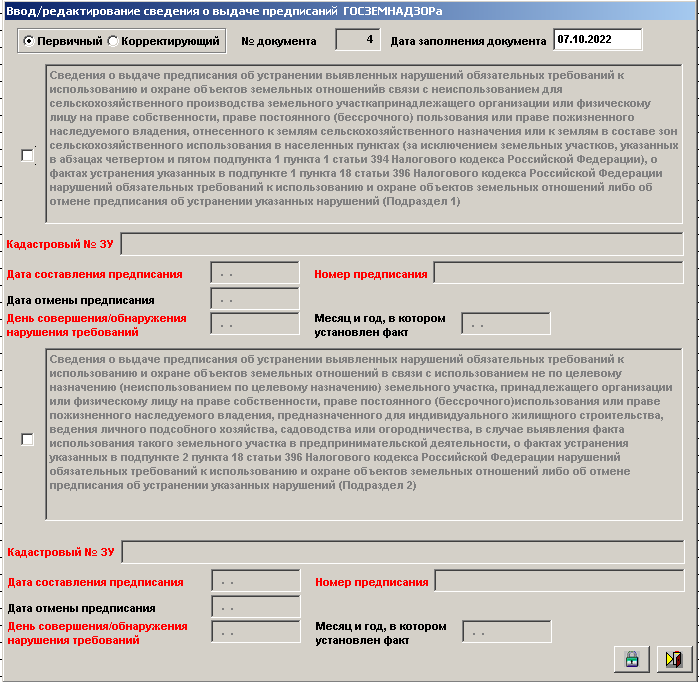 Ввод/редактирование сведения о выдаче предписаний ГОСЗЕМНАДЗОРа
Первичный Корректирующий № документа 4 Дата заполнения документа 07.10.2022
Сведения о выдаче предписания об устранении выявленных нарушений обязательных требований к
использованию и охране объектов земельных отношенийв связи с неиспользованием для
сельскохозяйственного производства земельного участкапринадлежащего организации или физическому
лицу на праве собственности, праве постоянного (бессрочного) пользования или праве пожизненного
наследуемого владения, отнесенного к землям сельскохозяйственного назначения или к землям в составе зон
сельскохозяйственного использования в населенных пунктах (за исключением земельных участков, указанных
в абзацах четвертом и пятом подпункта 1 пункта 1 статьи 394 Налогового кодекса Российской Федерации), о
фактах устранения указанных в подпункте 1 пункта 18 статьи 396 Налогового кодекса Российской Федерации
нарушений обязательных требований к использованию и охране объектов земельных отношений либо об
отмене предписания об устранении указанных нарушений (Подраздел 1)
Кадастровый № ЗУ
Дата составления предписания . . Номер предписания
Дата отмены предписания . .
День совершения/обнаружения
нарушения требований . .
Месяц и год, в котором
установлен факт . .
Сведения о выдаче предписания об устранении выявленных нарушений обязательных требований к
использованию и охране объектов земельных отношений в связи с использованием не по целевому
назначению (неиспользованием по целевому назначению) земельного участка, принадлежащего организации
или физическому лицу на праве собственности, праве постоянного (бессрочного)использования или праве
пожизненного наследуемого владения, предназначенного для индивидуального жилищного строительства,
ведения личного подсобного хозяйства, садоводства или огородничества, в случае выявления факта
использования такого земельного участка в предпринимательской деятельности, о фактах устранения
указанных в подпункте 2 пункта 18 статьи 396 Налогового кодекса Российской Федерации нарушений
обязательных требований к использованию и охране объектов земельных отношений либо об отмене
предписания об устранении указанных нарушений (Подраздел 2)
Кадастровый № ЗУ
Дата составления предписания . . Номер предписания
Дата отмены предписания . .
День совершения/обнаружения
нарушения требований . .
Месяц и год, в котором
установлен факт . .